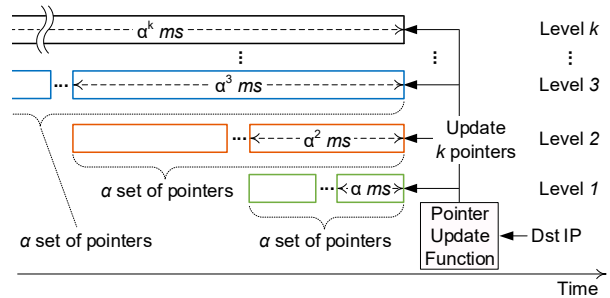 α^k ms
Level k
⋮ ⋮ ⋮
... α^3 ms
Level 3
... α^2 ms
Level 2
Update
k pointers
α set of pointers
... α ms
Level 1
α set of pointers
α set of pointers
Pointer
Update
Function
Dst IP
Time